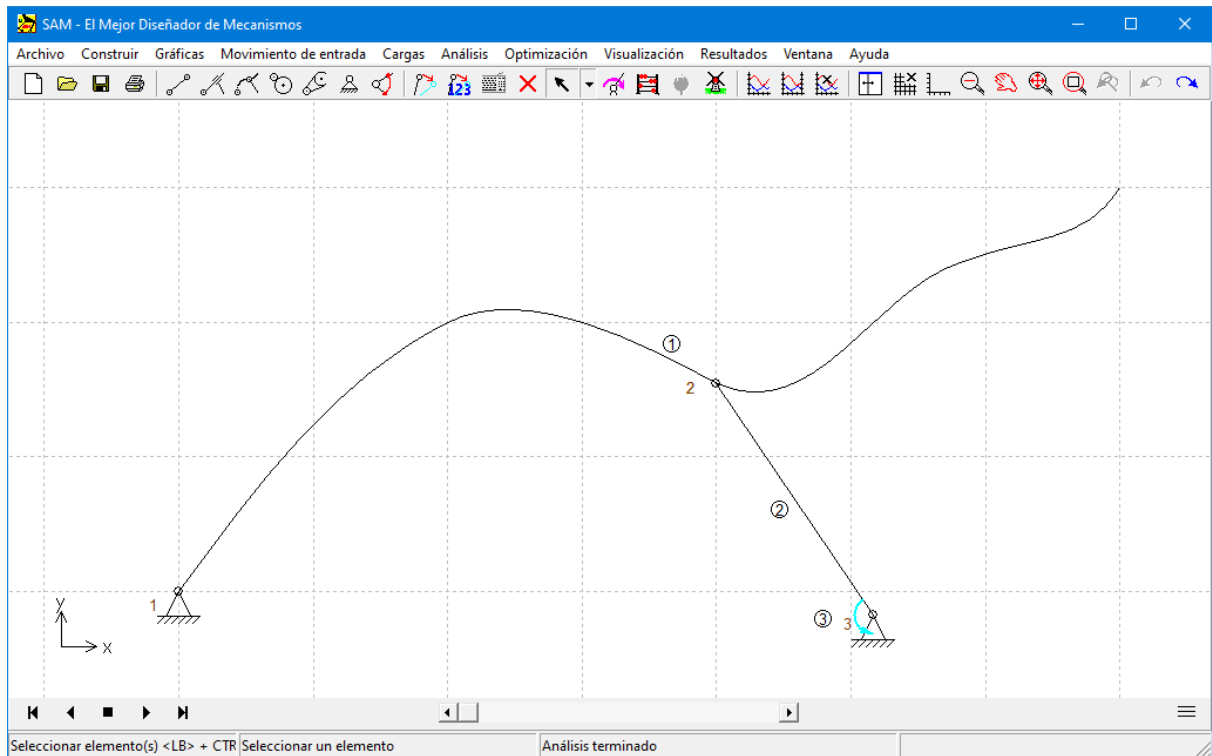 SAM - El Mejor Diseñador de Mecanismos
Archivo Construir Gráficas Movimiento de entrada Cargas Análisis Optimización Visualización Resultados Ventana Ayuda
123
①
2
②
1
③ 3
y
x
Seleccionar elemento(s) <LB> + CTR Seleccionar un elemento Análisis terminado